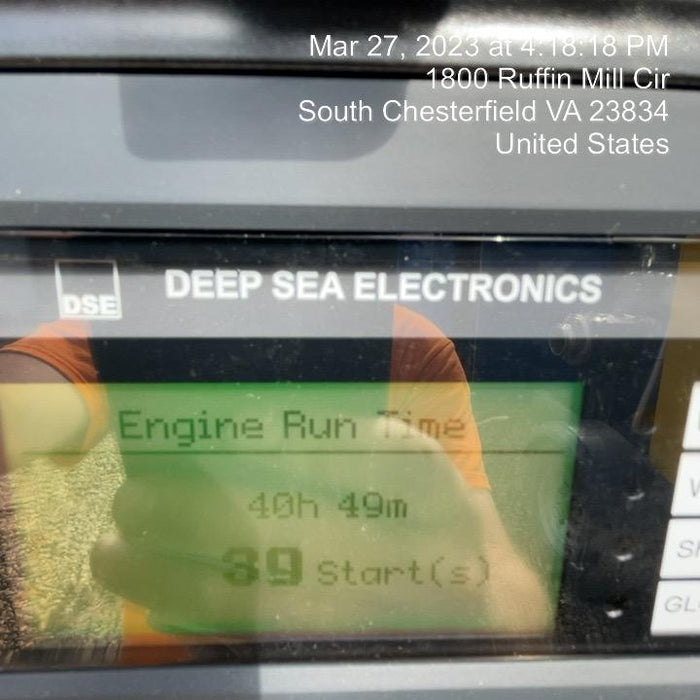 Mar 27, 2023 at 4:18:18 PM
1800 Ruffin Mill Cir
South Chesterfield VA 23834
United States
DSE
DEEP SEA ELECTRONICS
Engine Run Time
40h 49m
39 Start(s)